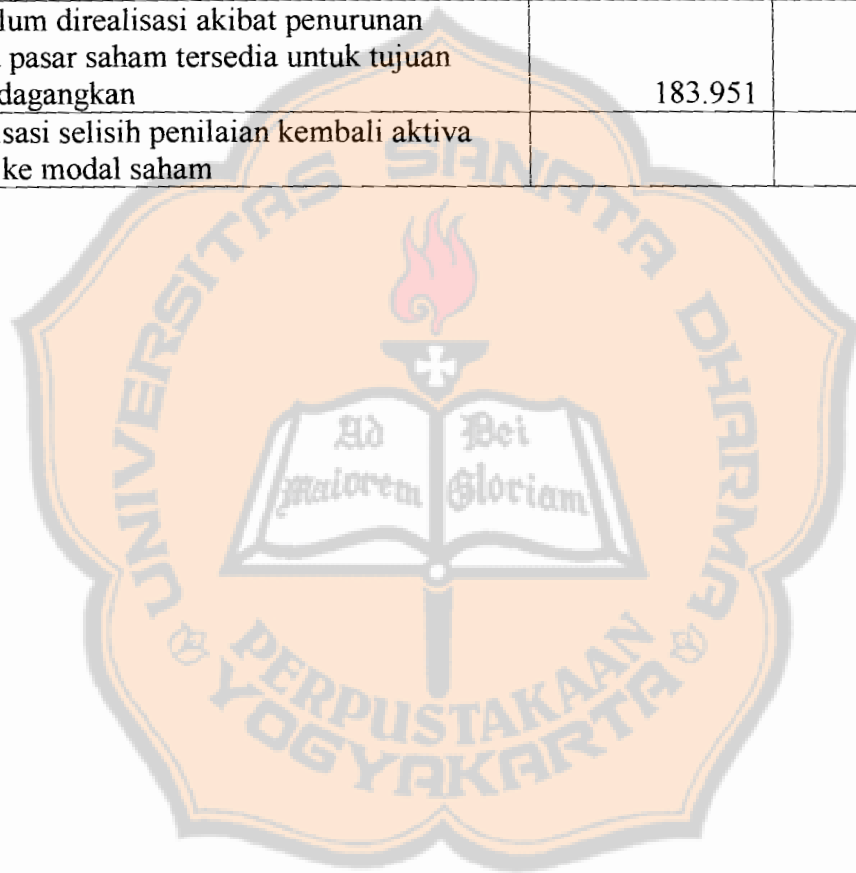 lum direalisasi akibat penurunan
pasar saham tersedia untuk tujuan
dagangkan 183.951
sasi selisih penilaian kembali aktiva
ke modal saham
UNIVERSITAS SANATA DHARMA
Ad Dei
maiorem Gloriam
PERPUSTAKAAN
YOGYAKARTA